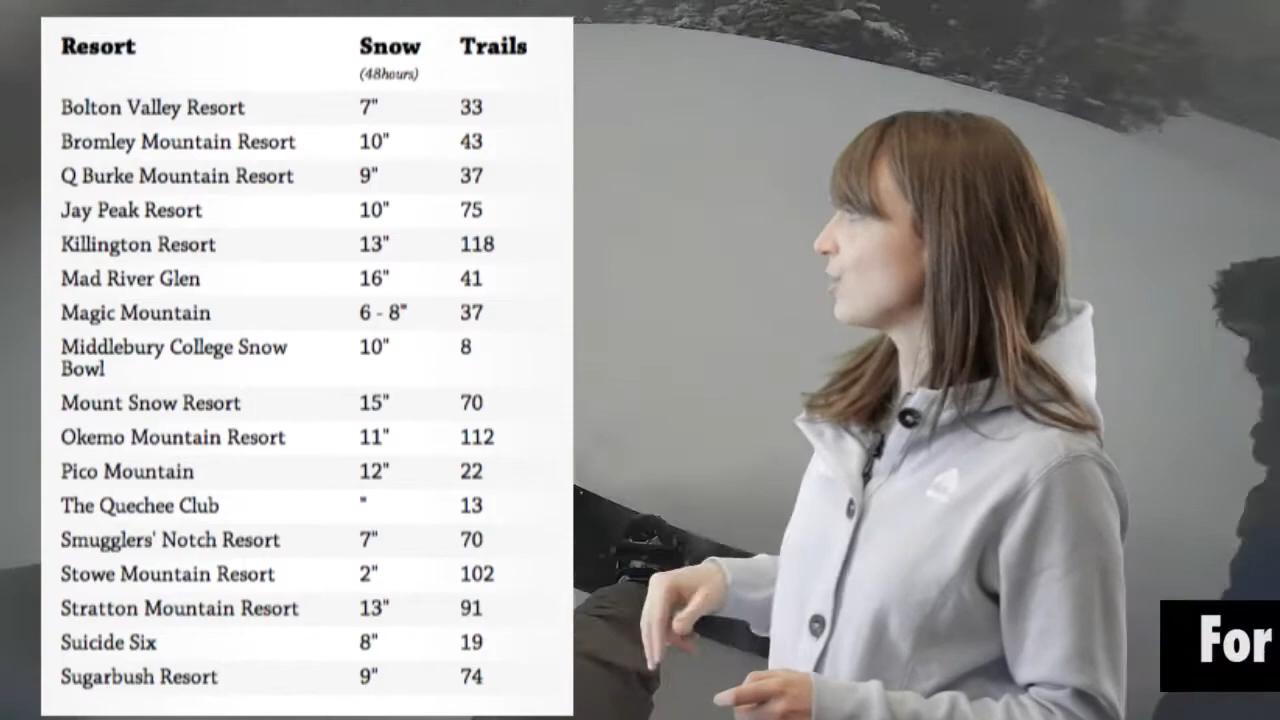 Resort Snow Trails
(48hours)
Bolton Valley Resort 7" 33
Bromley Mountain Resort 10" 43
Q Burke Mountain Resort 9" 37
Jay Peak Resort 10" 75
Killington Resort 13" 118
Mad River Glen 16" 41
Magic Mountain 6 - 8" 37
Middlebury College Snow 10" 8
Bowl
Mount Snow Resort 15" 70
Okemo Mountain Resort 11" 112
Pico Mountain 12" 22
The Quechee Club " 13
Smugglers' Notch Resort 7" 70
Stowe Mountain Resort 2" 102
Stratton Mountain Resort 13" 91
Suicide Six 8" 19
Sugarbush Resort 9" 74
For